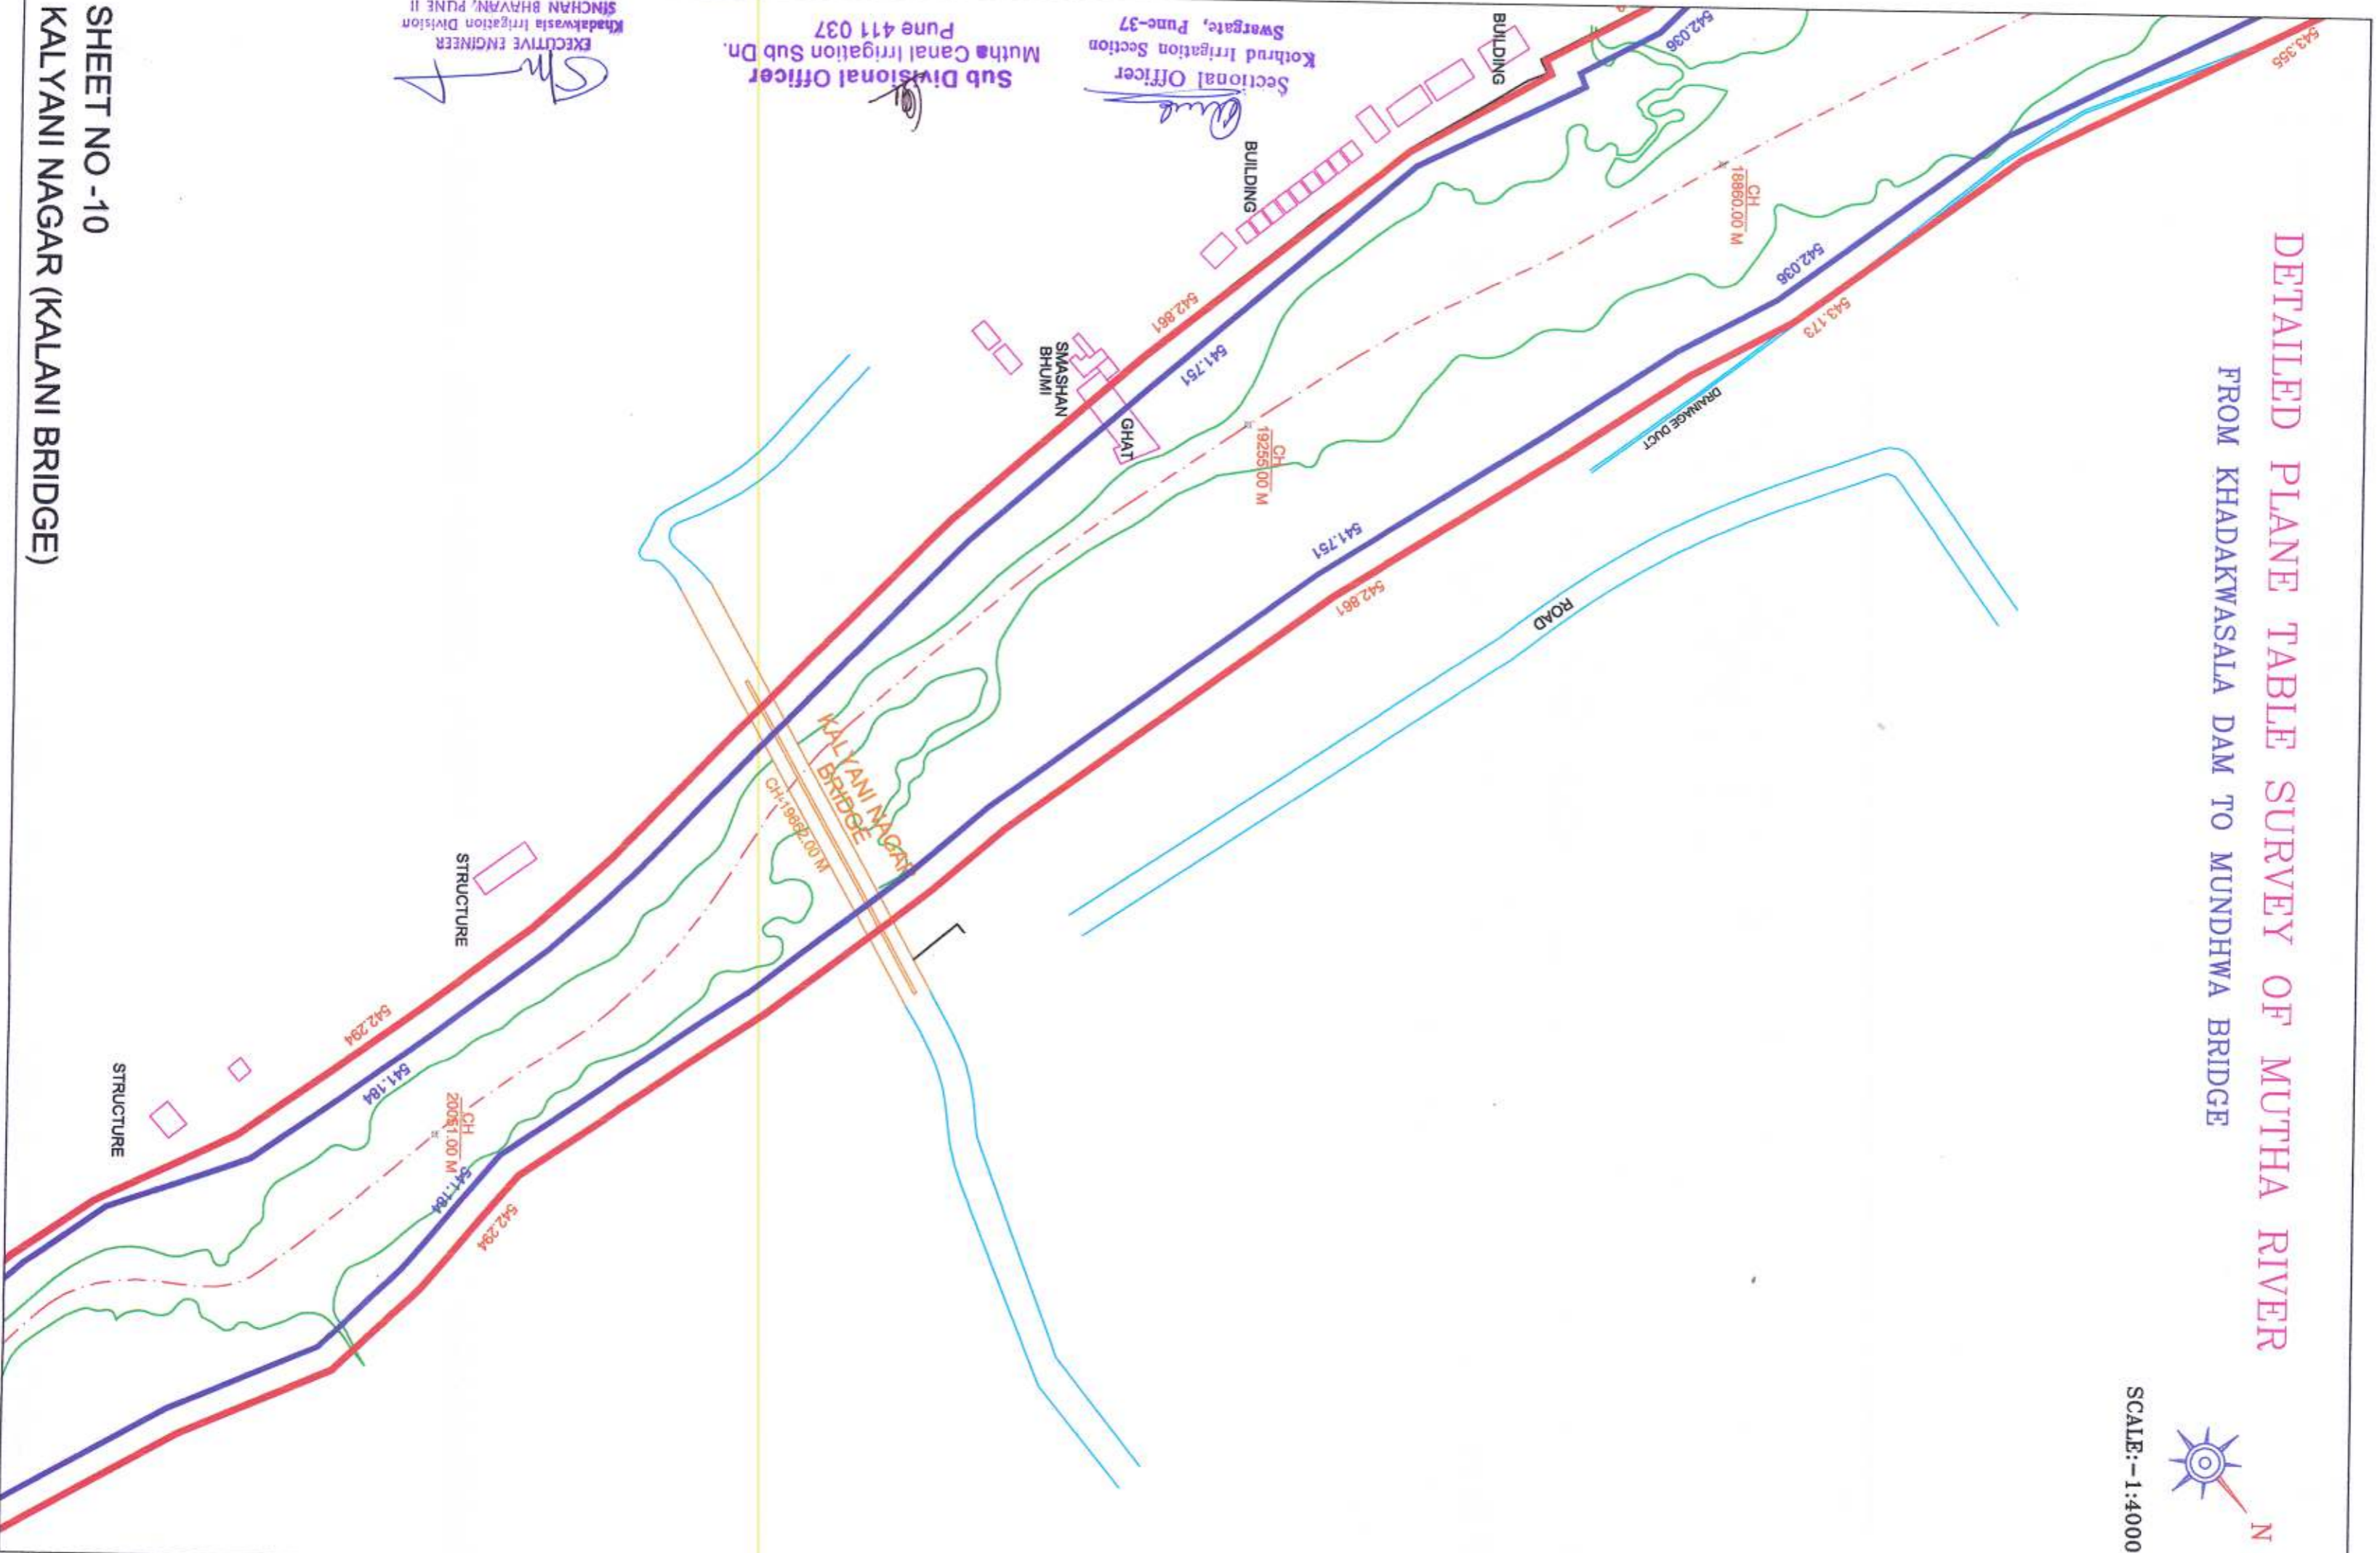 DETAILED PLANE TABLE SURVEY OF MUTHA RIVER
FROM KHADAKWASALA DAM TO MUNDHWA BRIDGE
N
SCALE:-1:4000
543.355
542.036
CH
18860.00 M
542.036
543.173
DRAINAGE DUCT
BUILDING
BUILDING
542.861
541.751
SMASHAN
BHUMI
GHAT
CH
19255.00 M
541.751
542.861
ROAD
KALYANI NAGAR
BRIDGE
CH-19662.00 M
STRUCTURE
542.294
541.184
CH
20051.00 M
541.184
542.294
STRUCTURE
Sectional Officer
Kothrud Irrigation Section
Swargate, Pune-37
Sub Divisional Officer
Mutha Canal Irrigation Sub Dn.
Pune 411 037
EXECUTIVE ENGINEER
Khadakwasla Irrigation Division
SINCHAN BHAVAN, PUNE 11
SHEET NO -10
KALYANI NAGAR (KALANI BRIDGE)